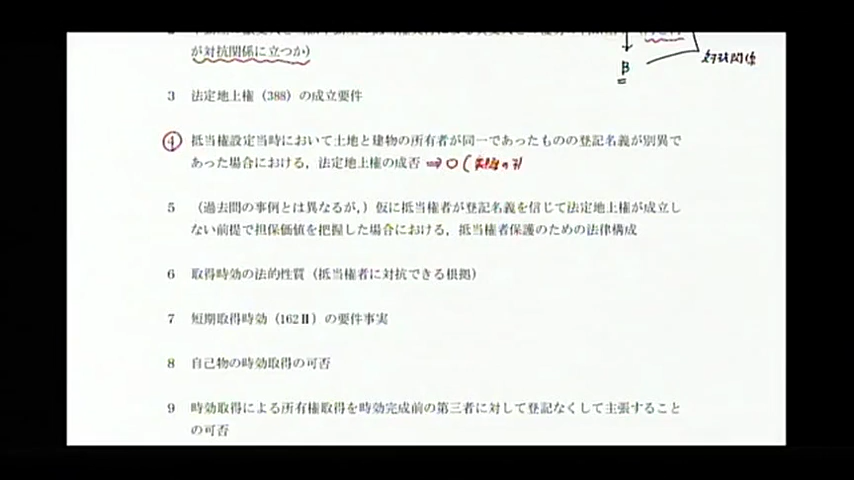 が対抗関係に立つか)
B
対抗関係
3 法定地上権(388)の成立要件
④ 抵当権設定当時において土地と建物の所有者が同一であったものの登記名義が別異で
あった場合における,法定地上権の成否 ⇒ ○(
5 (過去問の事例とは異なるが,)仮に抵当権者が登記名義を信じて法定地上権が成立し
ない前提で担保価値を把握した場合における,抵当権者保護のための法律構成
6 取得時効の法的性質(抵当権者に対抗できる根拠)
7 短期取得時効(162Ⅱ)の要件事実
8 自己物の時効取得の可否
9 時効取得による所有権取得を時効完成前の第三者に対して登記なくして主張すること
の可否